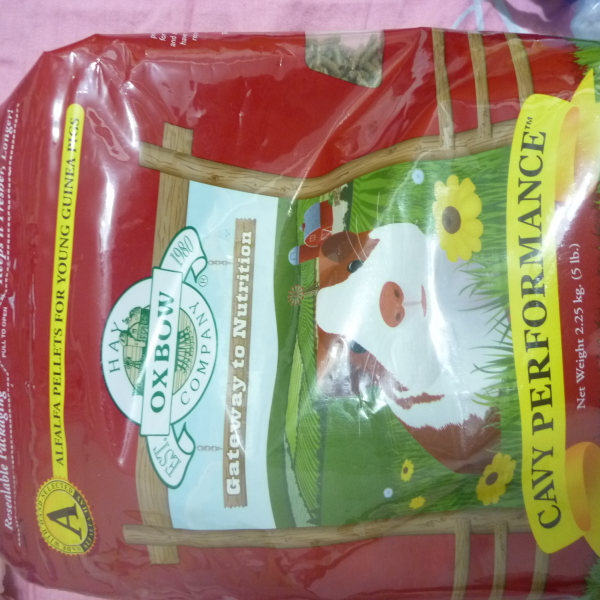 Resealable Packaging
Longer!
PULL TO OPEN
A
ALFALFA PELLETS FOR YOUNG GUINEA PIGS
HAY
OXBOW
COMPANY®
EST. 1980
Gateway to Nutrition
CAVY PERFORMANCE™
Net Weight 2.25 kg. (5 lb.)